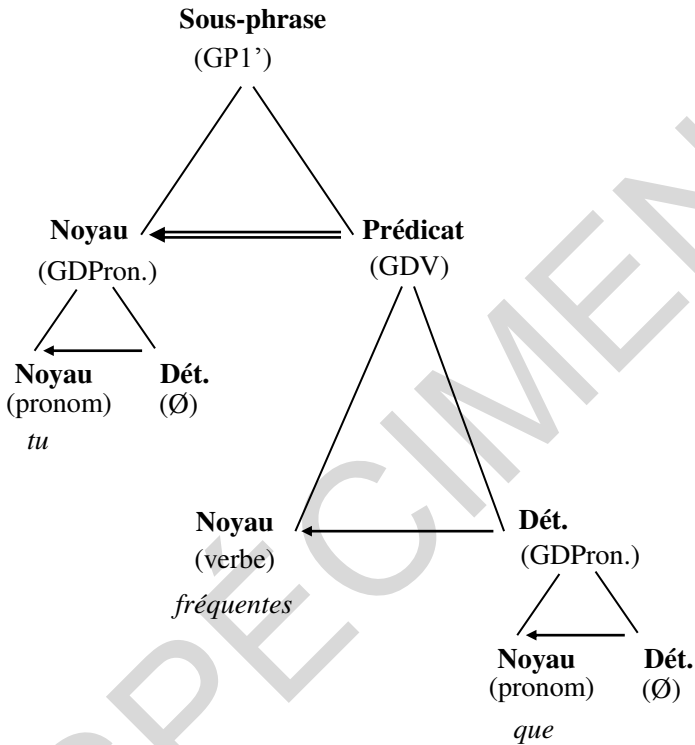 Sous-phrase
(GP1’)
Noyau Prédicat
(GDPron.) (GDV)
Noyau Dét.
(pronom) (Ø)
tu
Noyau Dét.
(verbe) (GDPron.)
fréquentes
Noyau Dét.
(pronom) (Ø)
que
SPÉCIMEN